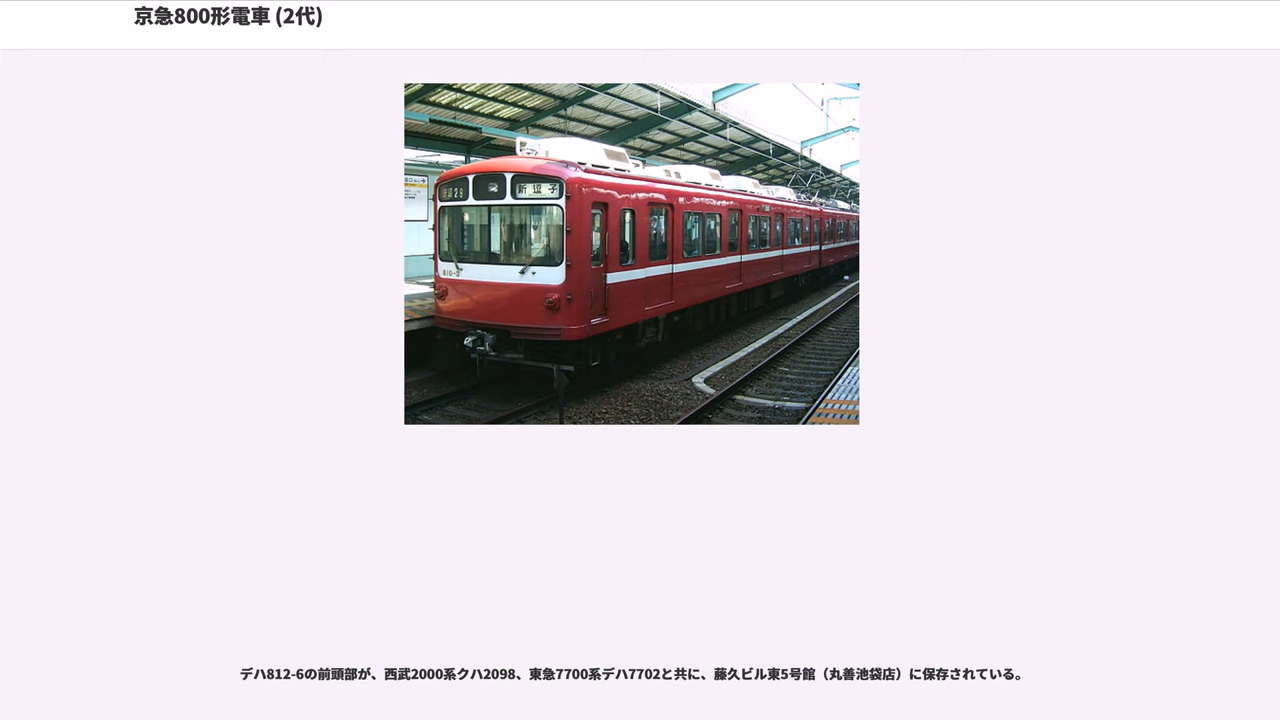 京急800形電車 (2代)
新逗子
810-3
デハ812-6の前頭部が、西武2000系クハ2098、東急7700系デハ7702と共に、藤久ビル東5号館（丸善池袋店）に保存されている。